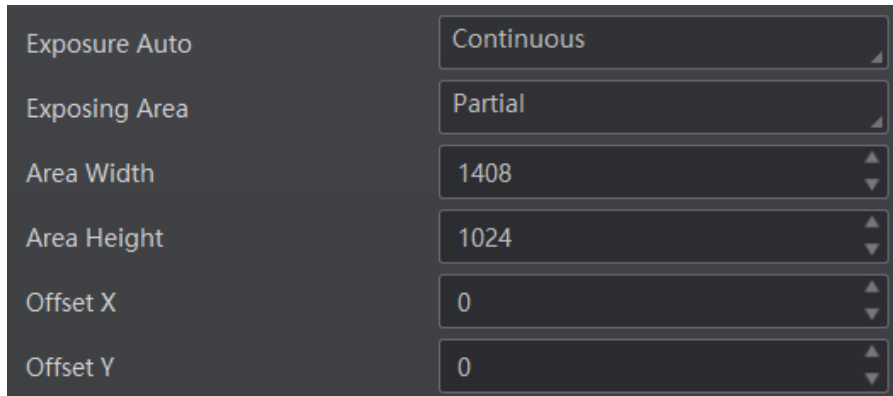 Exposure Auto Continuous
Exposing Area Partial
Area Width 1408
Area Height 1024
Offset X 0
Offset Y 0